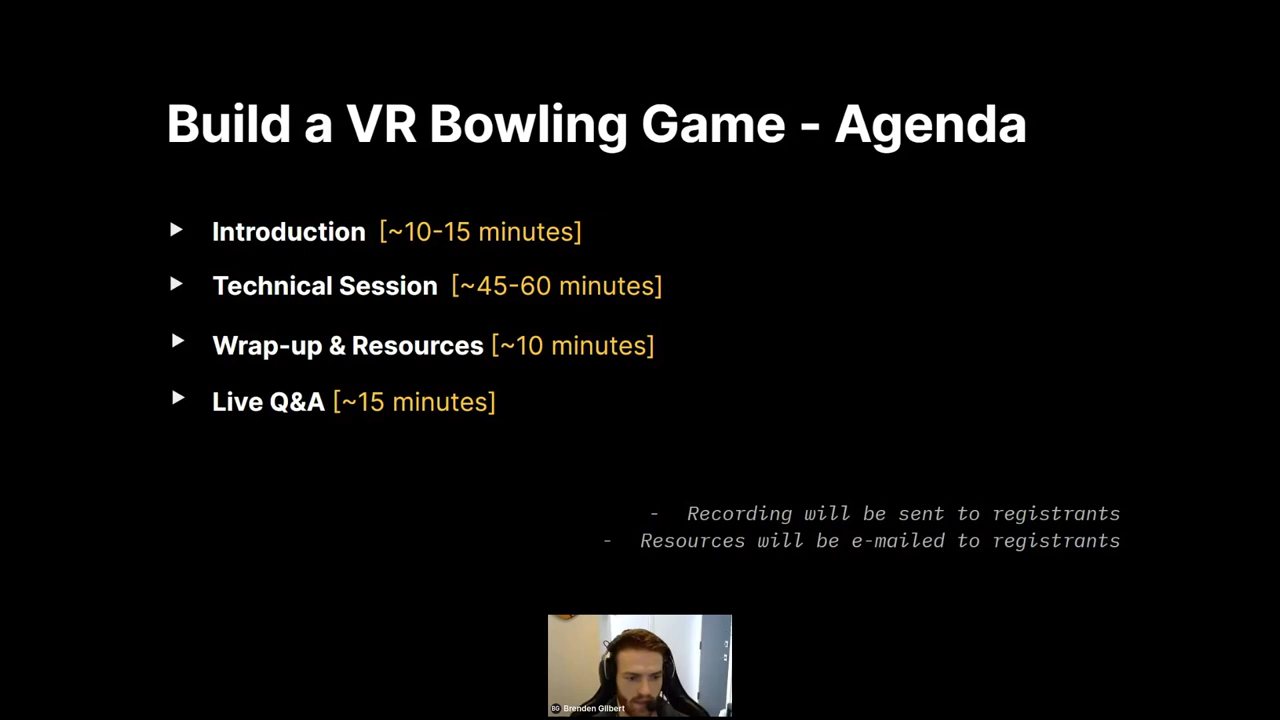 Build a VR Bowling Game - Agenda
Introduction [~10-15 minutes]
Technical Session [~45-60 minutes]
Wrap-up & Resources [~10 minutes]
Live Q&A [~15 minutes]
- Recording will be sent to registrants
- Resources will be e-mailed to registrants
BG Brenden Gilbert